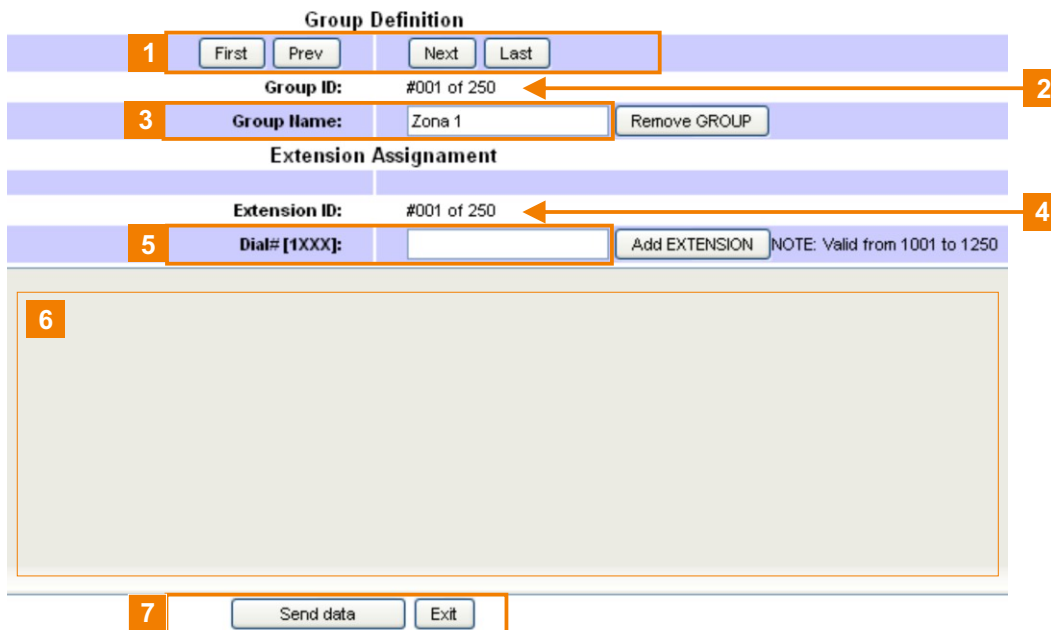 Group Definition
1 First Prev Next Last
Group ID: #001 of 250 2
3 Group Name: Zona 1 Remove GROUP
Extension Assignament
Extension ID: #001 of 250 4
5 Dial# [1XXX]: Add EXTENSION NOTE: Valid from 1001 to 1250
6
7 Send data Exit